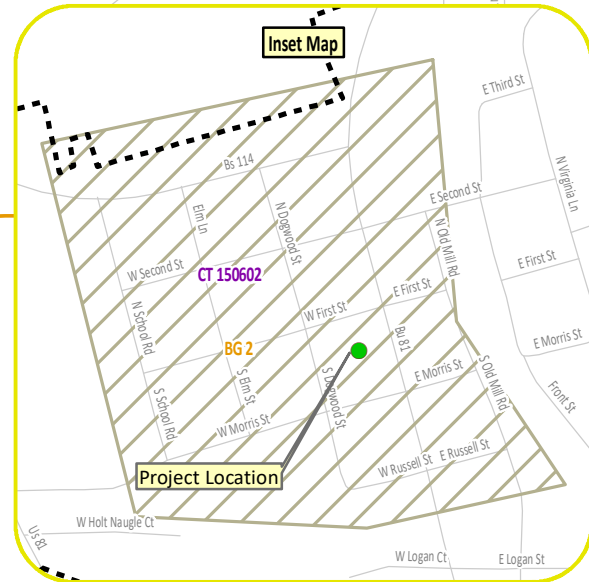 Inset Map
E Third St
Bs 114
N Virginia Ln
E Second St
Elm Ln
N Dogwood St
N Old Mill Rd
W Second St
CT 150602
E First St
E First St
W First St
N School Rd
Bu 81
E Morris St
BG 2
E Morris St
S Elm St
S Dogwood St
S Old Mill Rd
Front St
S School Rd
W Morris St
E Russell St
W Russell St
Project Location
W Holt Naugle Ct
Us 81
W Logan Ct
E Logan St